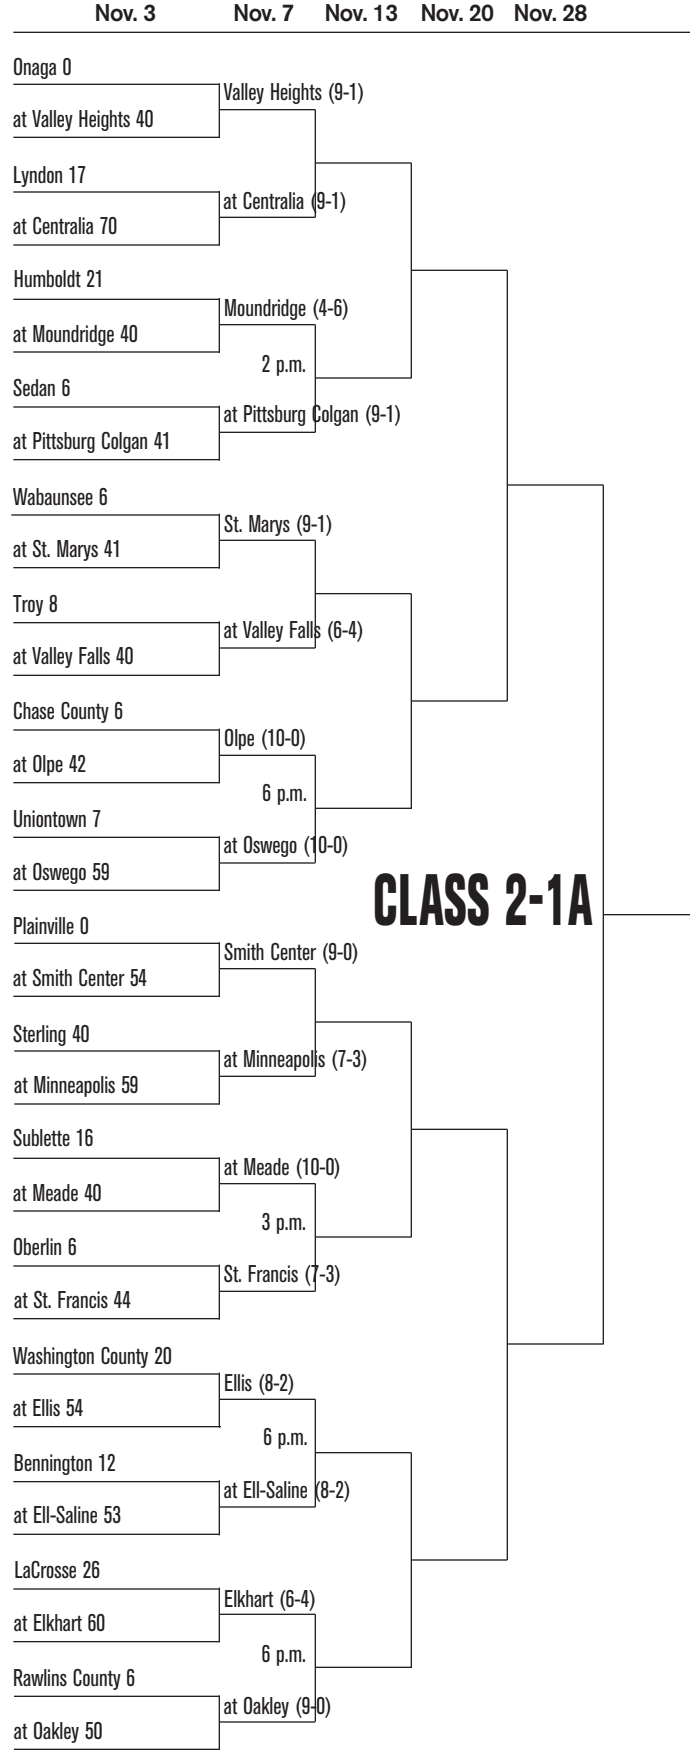 Nov. 3 Nov. 7 Nov. 13 Nov. 20 Nov. 28
Onaga 0
Valley Heights (9-1)
at Valley Heights 40
Lyndon 17
at Centralia (9-1)
at Centralia 70
Humboldt 21
Moundridge (4-6)
at Moundridge 40
2 p.m.
Sedan 6
at Pittsburg Colgan (9-1)
at Pittsburg Colgan 41
Wabaunsee 6
St. Marys (9-1)
at St. Marys 41
Troy 8
at Valley Falls (6-4)
at Valley Falls 40
Chase County 6
Olpe (10-0)
at Olpe 42
6 p.m.
Uniontown 7
at Oswego (10-0)
at Oswego 59
CLASS 2-1A
Plainville 0
Smith Center (9-0)
at Smith Center 54
Sterling 40
at Minneapolis (7-3)
at Minneapolis 59
Sublette 16
at Meade (10-0)
at Meade 40
3 p.m.
Oberlin 6
St. Francis (7-3)
at St. Francis 44
Washington County 20
Ellis (8-2)
at Ellis 54
6 p.m.
Bennington 12
at Ell-Saline (8-2)
at Ell-Saline 53
LaCrosse 26
Elkhart (6-4)
at Elkhart 60
6 p.m.
Rawlins County 6
at Oakley (9-0)
at Oakley 50